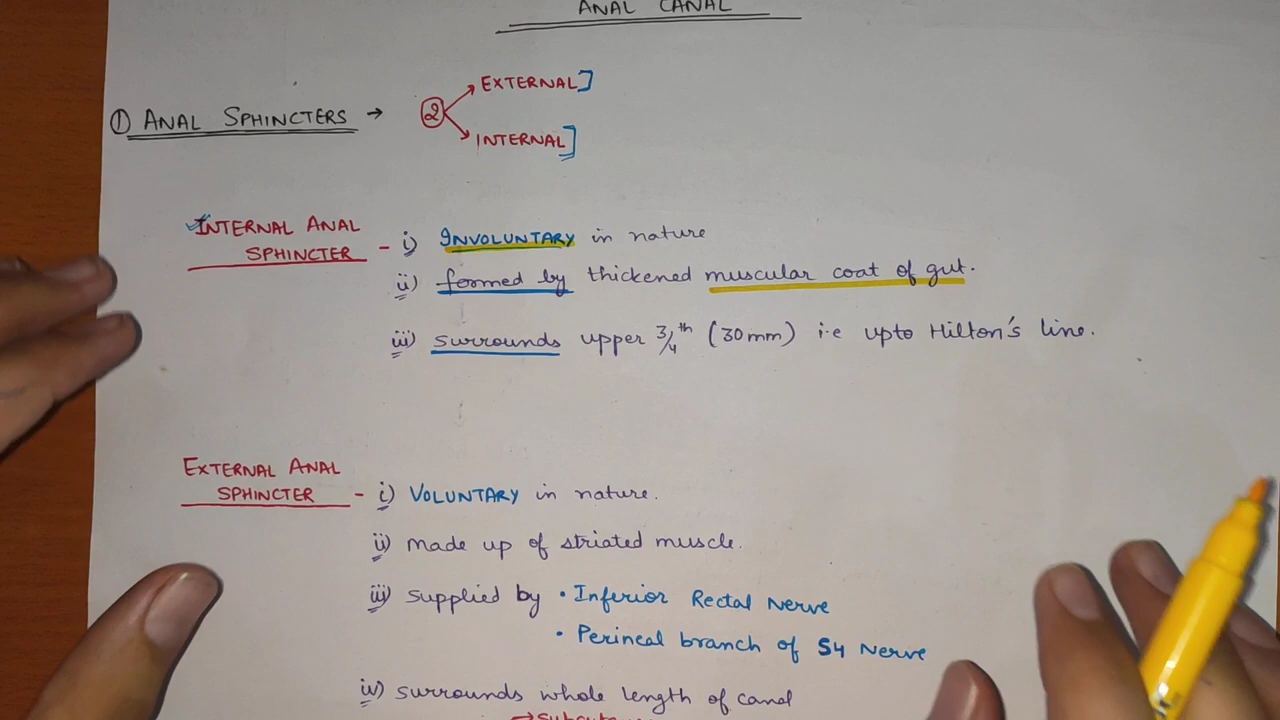 ANAL CANAL
① ANAL SPHINCTERS → ② EXTERNAL]
INTERNAL]
INTERNAL ANAL
SPHINCTER - i) INVOLUNTARY in nature
ii) formed by thickened muscular coat of gut.
iii) surrounds upper 3/4th (30mm) i.e upto Hilton's line.
EXTERNAL ANAL
SPHINCTER - i) VOLUNTARY in nature.
ii) made up of striated muscle.
iii) supplied by • Inferior Rectal Nerve
• Perineal branch of S4 Nerve
iv) surrounds whole length of canal